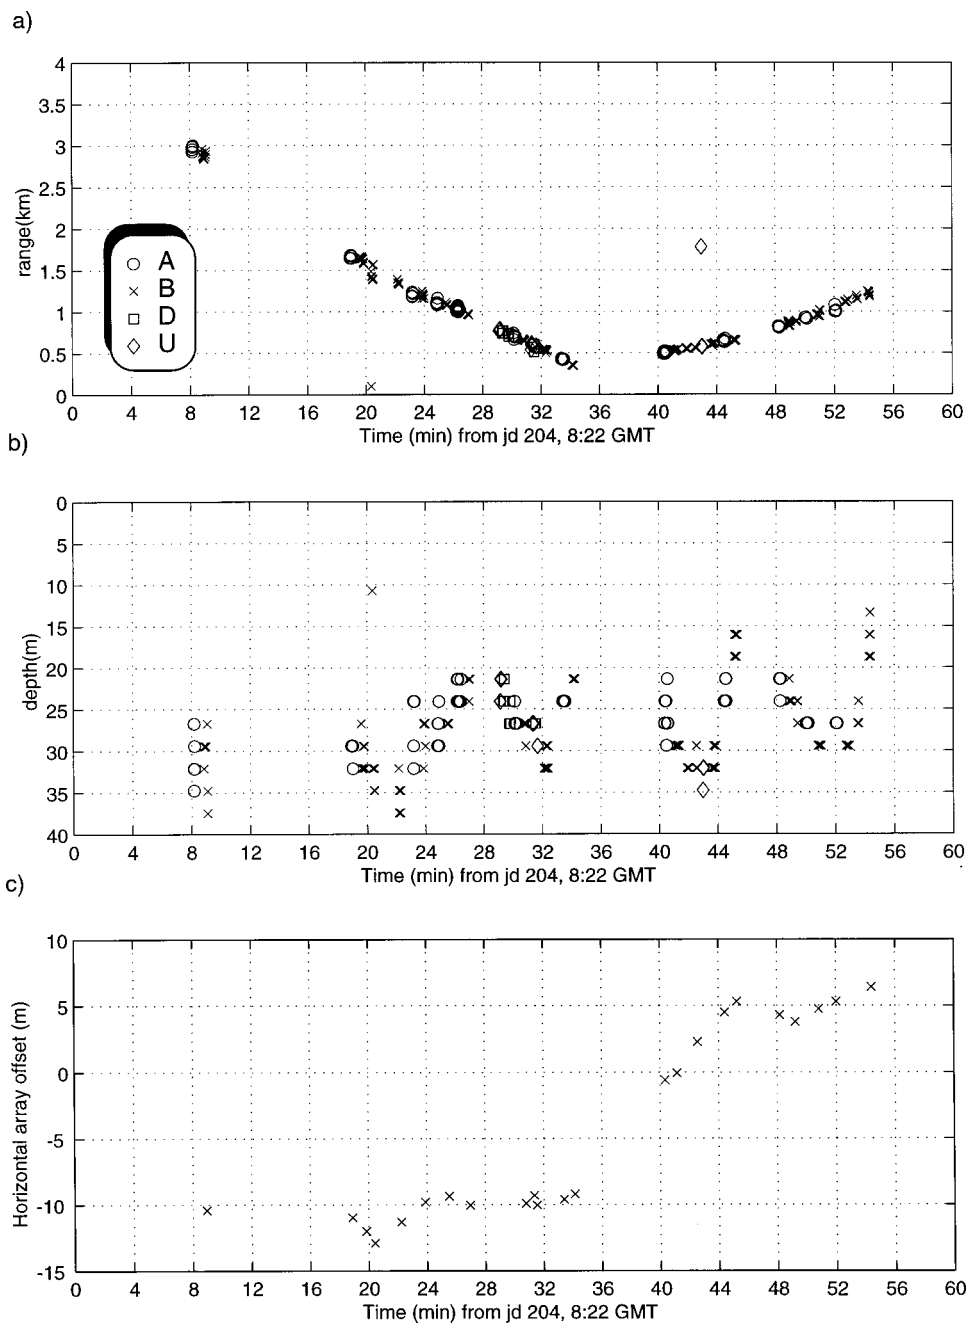 a)
4
3.5
3
2.5
2
1.5
1
0.5
0
range(km)
A
B
D
U
0 4 8 12 16 20 24 28 32 36 40 44 48 52 56 60
Time (min) from jd 204, 8:22 GMT
b)
0
5
10
15
20
25
30
35
40
depth(m)
0 4 8 12 16 20 24 28 32 36 40 44 48 52 56 60
Time (min) from jd 204, 8:22 GMT
c)
10
5
0
-5
-10
-15
Horizontal array offset (m)
0 4 8 12 16 20 24 28 32 36 40 44 48 52 56 60
Time (min) from jd 204, 8:22 GMT